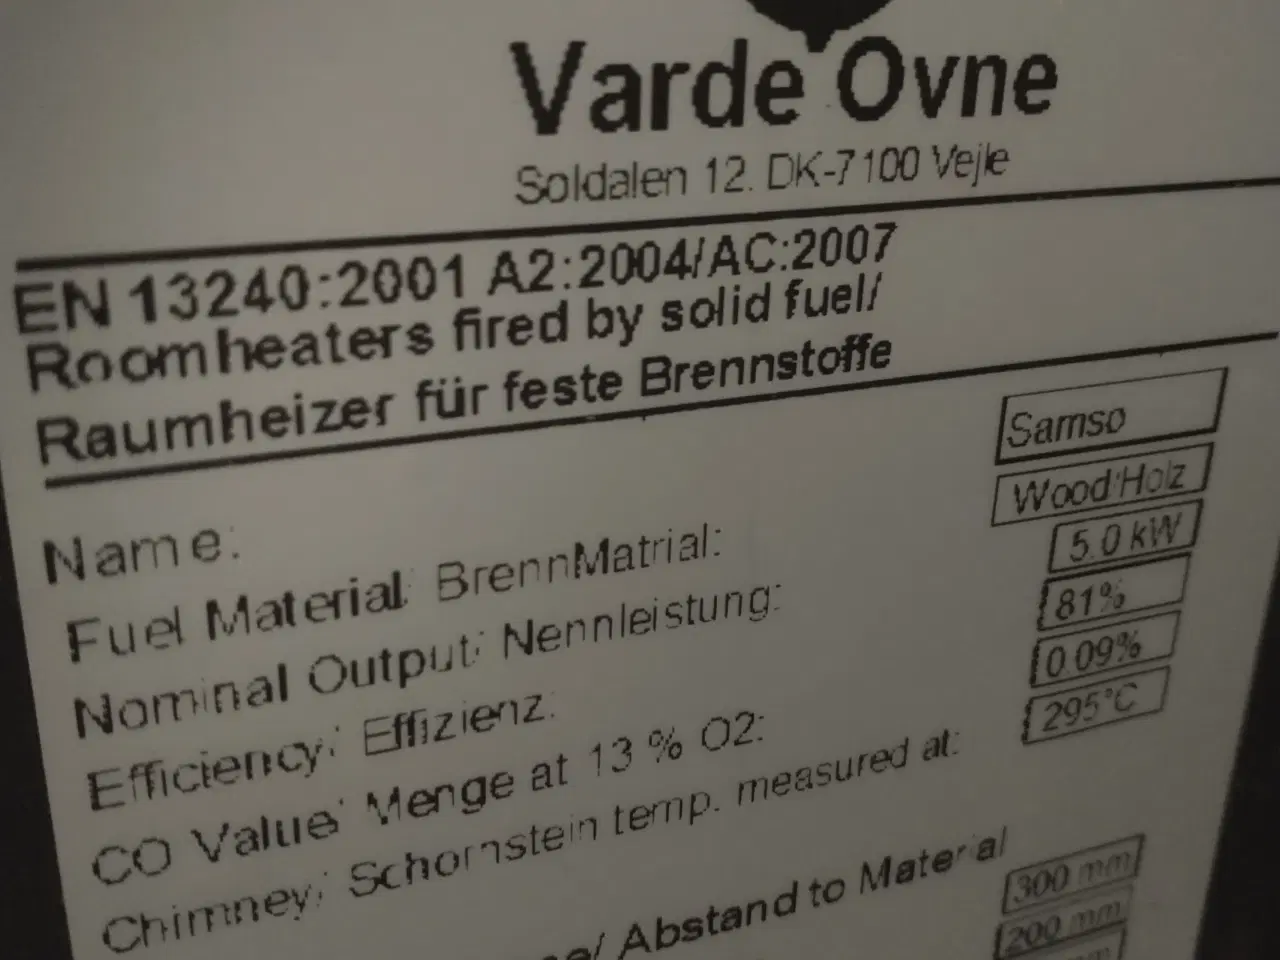 Varde Ovne
Soldalen 12. DK-7100 Vejle
EN 13240:2001 A2:2004/AC:2007
Roomheaters fired by solid fuel/
Raumheizer für feste Brennstoffe
Name: Samso
Fuel Material/ BrennMatrial: Wood/Holz
Nominal Output/ Nennleistung: 5.0 kW
Efficiency/ Effizienz: 81%
CO Value/ Menge at 13 % O2: 0.09%
Chimney/ Schornstein temp. measured at: 295°C
Abstand to Material 300 mm
200 mm